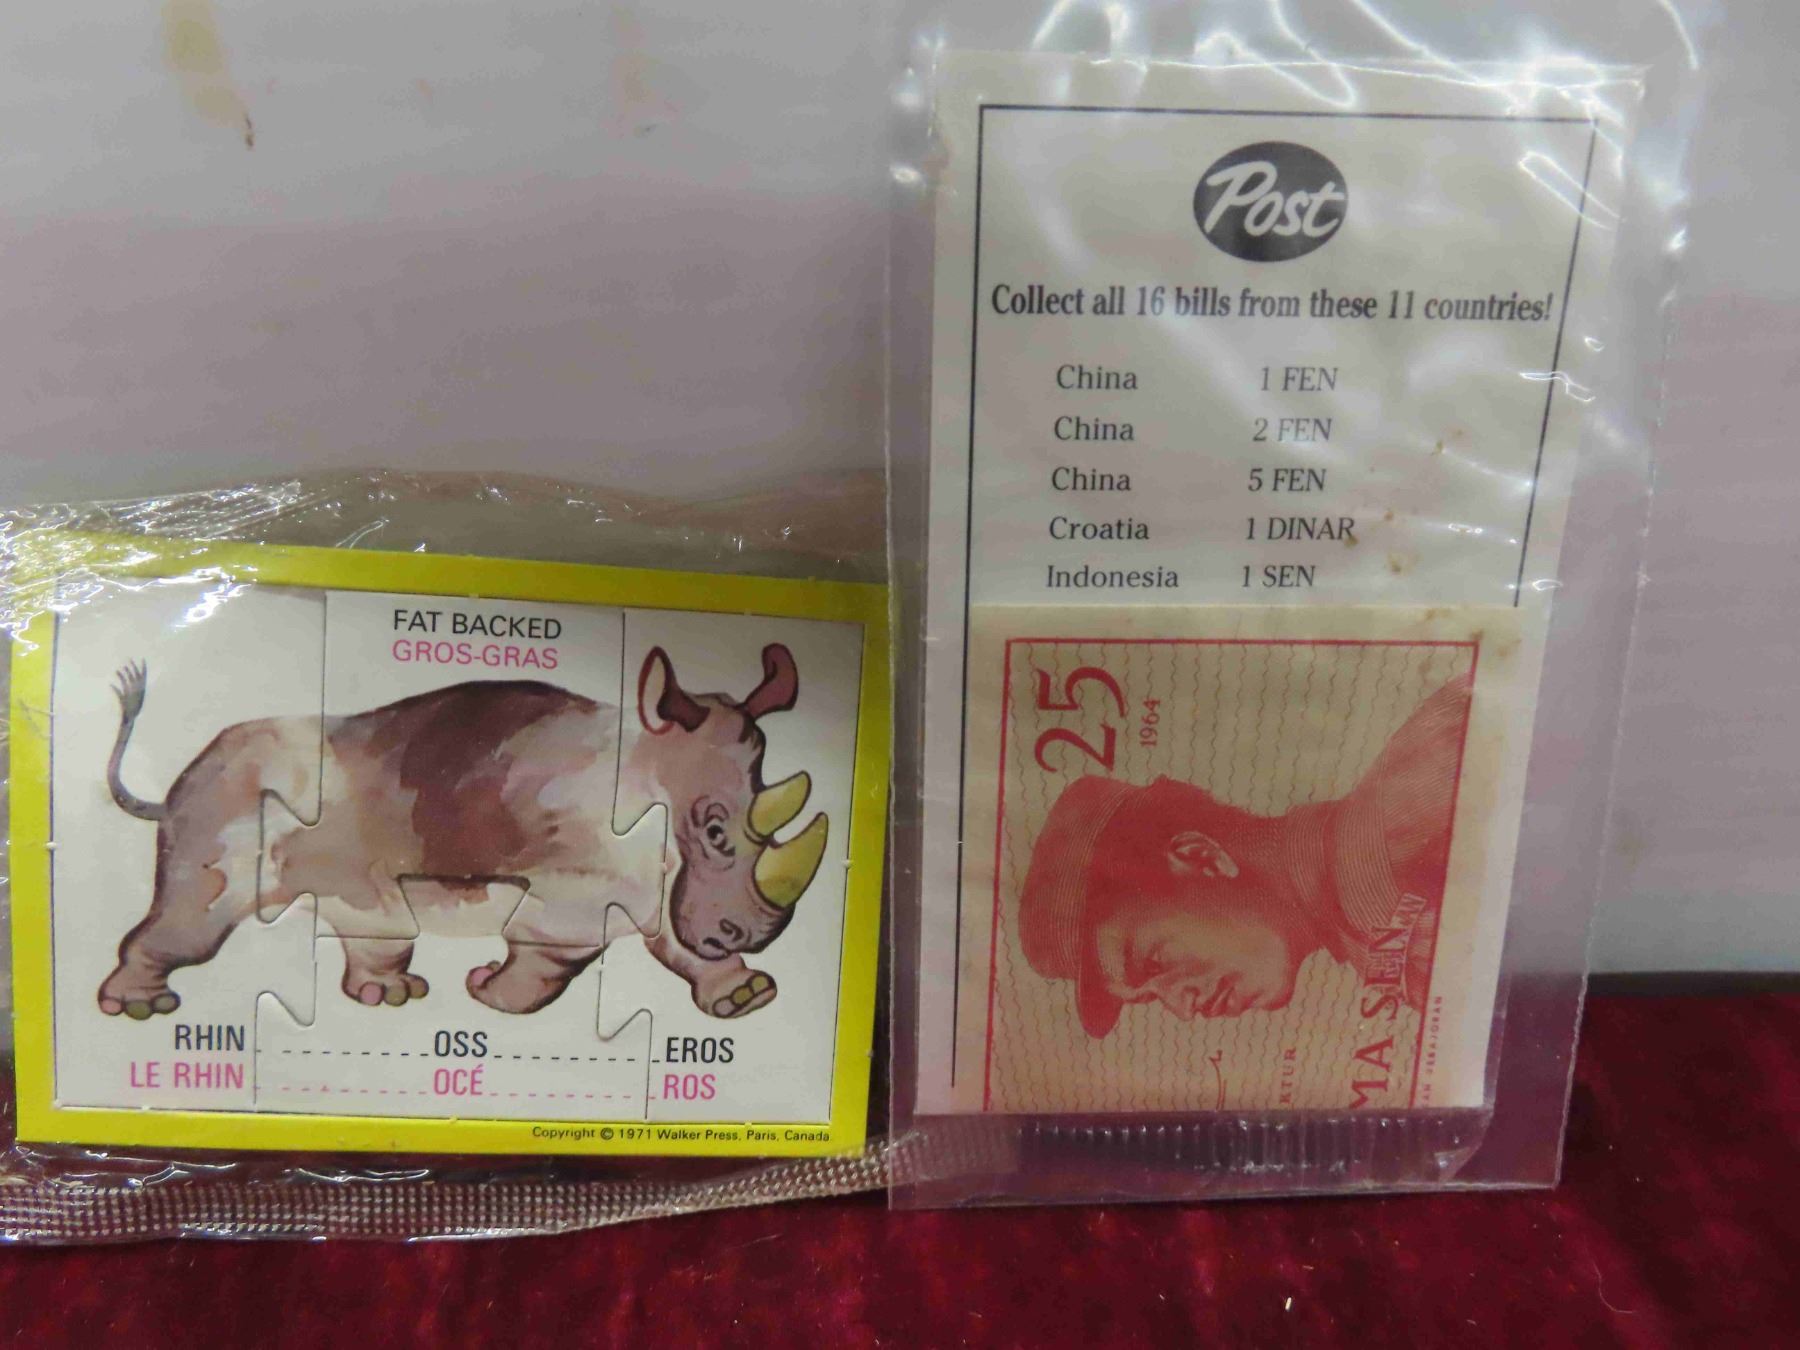 FAT BACKED
GROS-GRAS
RHIN OSS EROS
LE RHIN OCÉ ROS
Copyright © 1971 Walker Press, Paris, Canada.
Post
Collect all 16 bills from these 11 countries!
China 1 FEN
China 2 FEN
China 5 FEN
Croatia 1 DINAR
Indonesia 1 SEN
25
1964